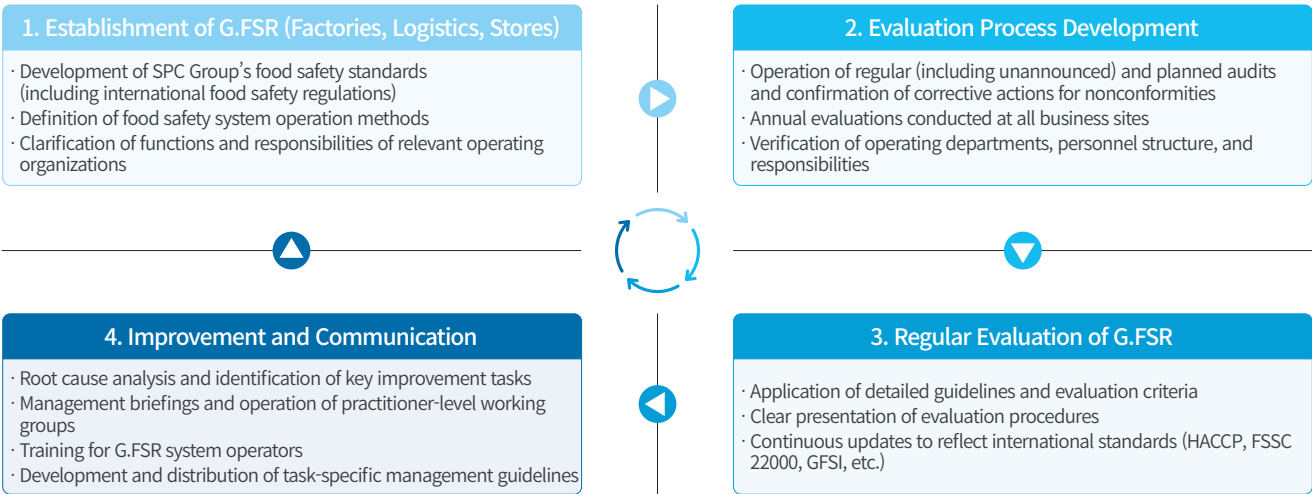 1. Establishment of G.FSR (Factories, Logistics, Stores)
· Development of SPC Group's food safety standards
(including international food safety regulations)
· Definition of food safety system operation methods
· Clarification of functions and responsibilities of relevant operating
organizations
2. Evaluation Process Development
· Operation of regular (including unannounced) and planned audits
and confirmation of corrective actions for nonconformities
· Annual evaluations conducted at all business sites
· Verification of operating departments, personnel structure, and
responsibilities
3. Regular Evaluation of G.FSR
· Application of detailed guidelines and evaluation criteria
· Clear presentation of evaluation procedures
· Continuous updates to reflect international standards (HACCP, FSSC
22000, GFSI, etc.)
4. Improvement and Communication
· Root cause analysis and identification of key improvement tasks
· Management briefings and operation of practitioner-level working
groups
· Training for G.FSR system operators
· Development and distribution of task-specific management guidelines